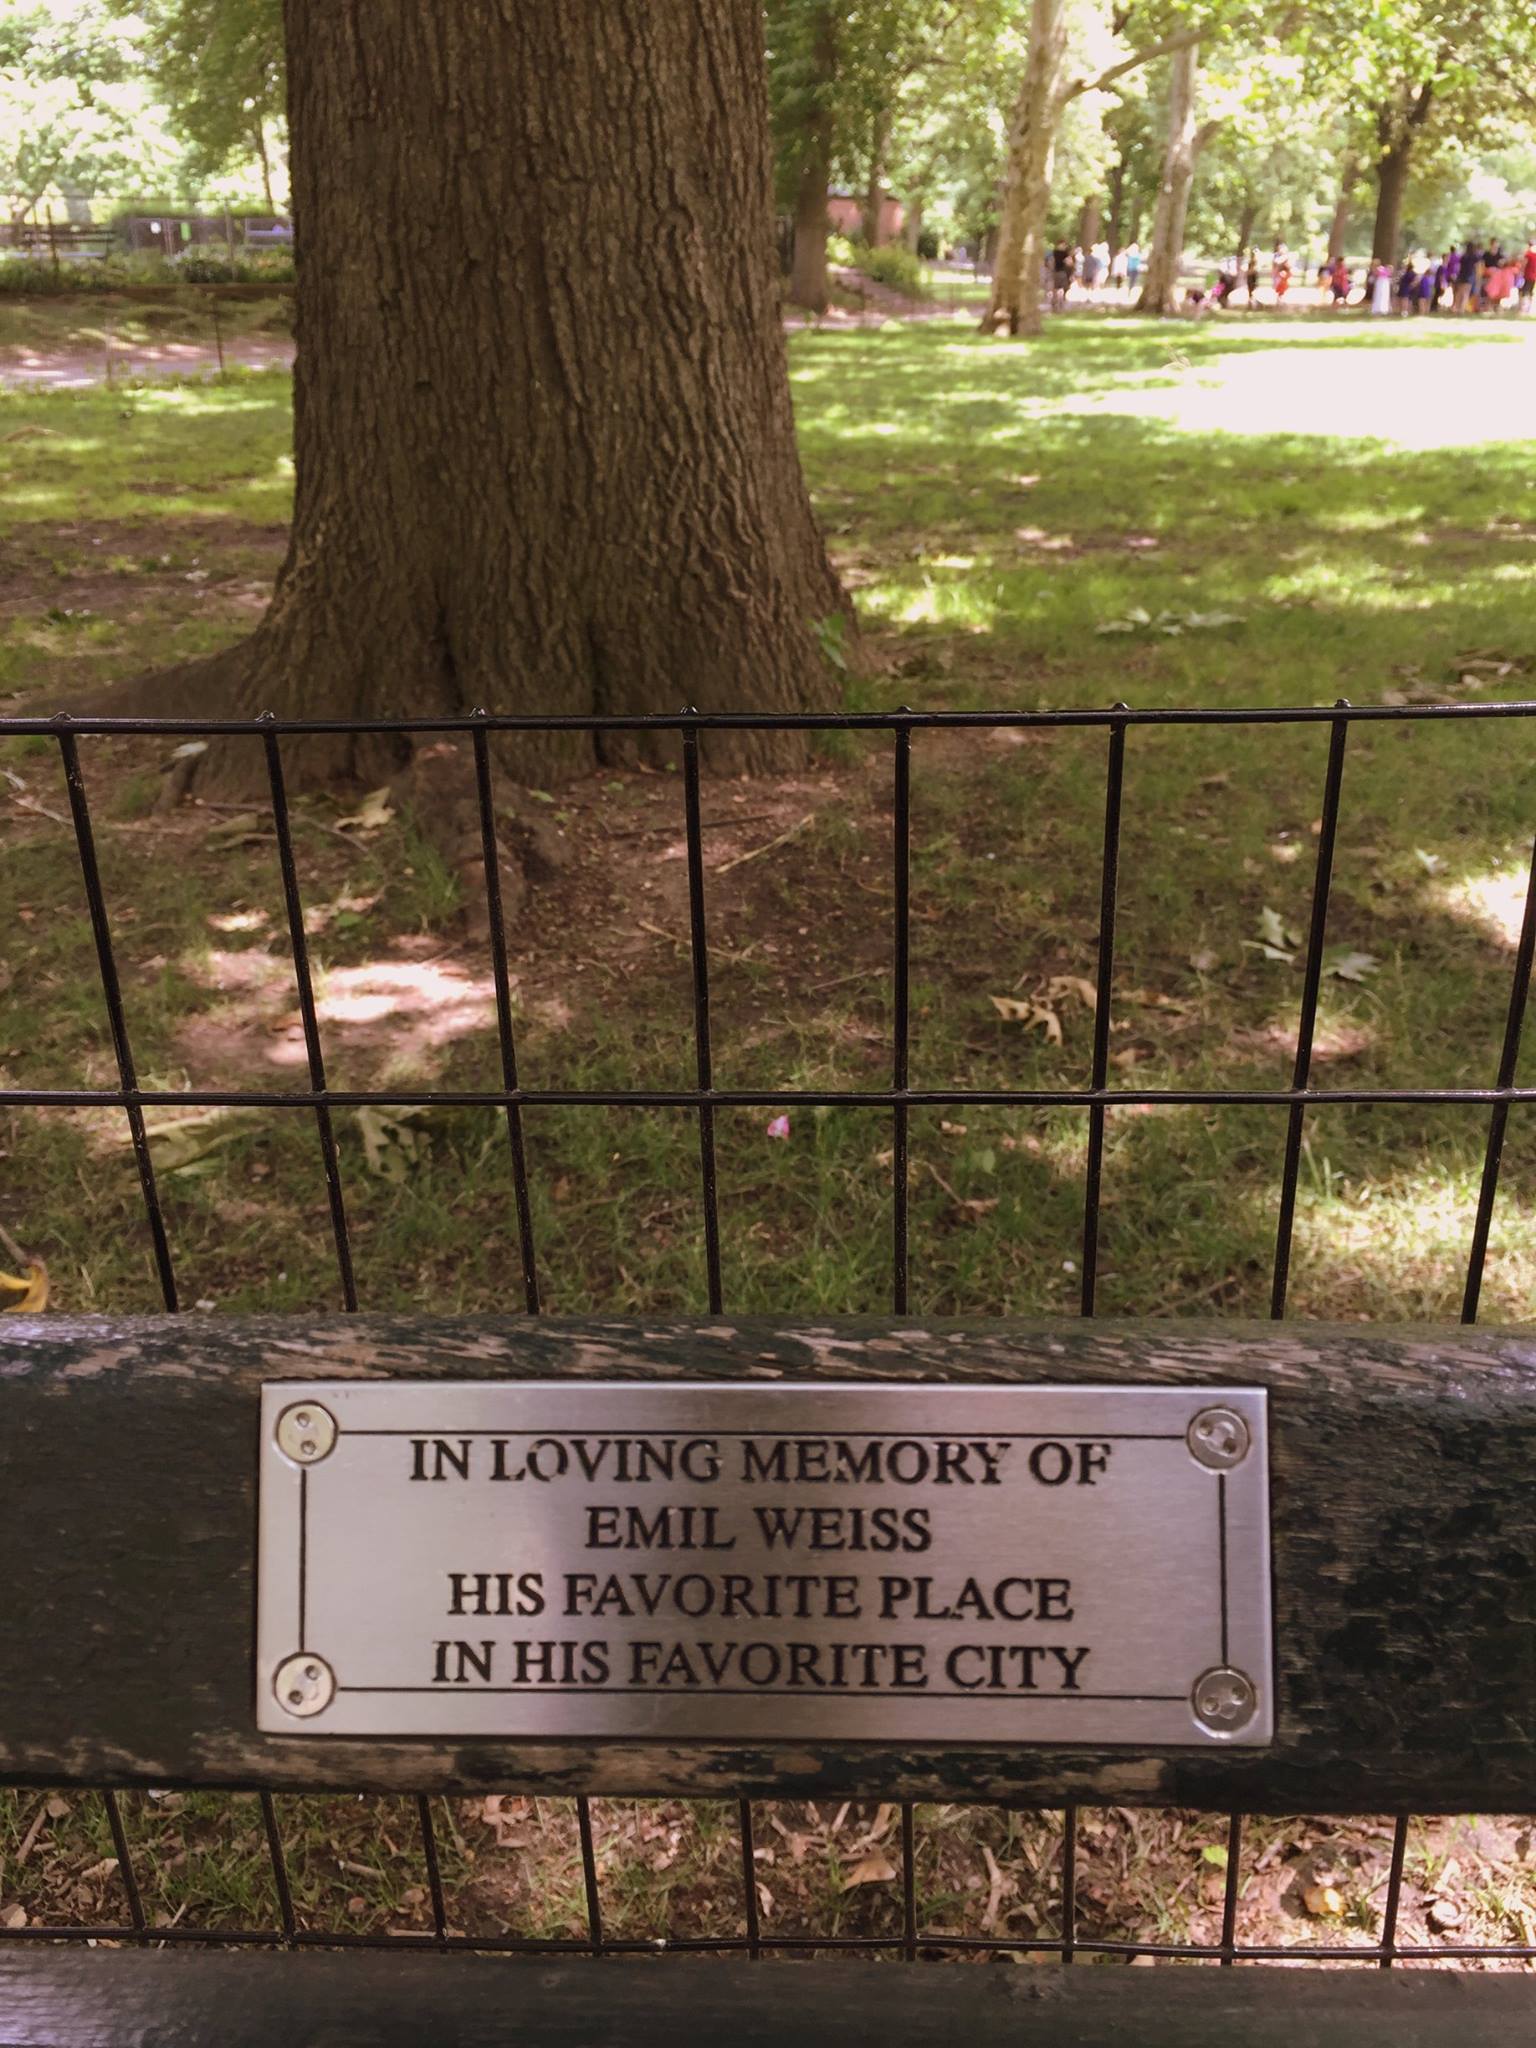 IN LOVING MEMORY OF
EMIL WEISS
HIS FAVORITE PLACE
IN HIS FAVORITE CITY